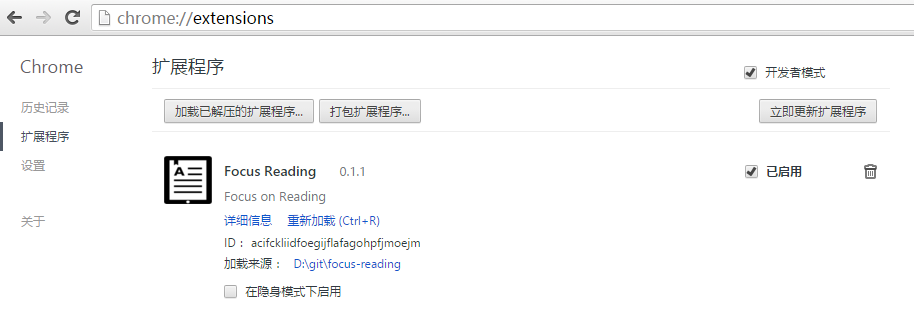 chrome://extensions
Chrome
扩展程序
开发者模式
历史记录
加载已解压的扩展程序...
打包扩展程序...
立即更新扩展程序
扩展程序
设置
关于
Focus Reading 0.1.1
已启用
Focus on Reading
详细信息 重新加载 (Ctrl+R)
ID： acifckliidfoegijflafagohpfjmoejm
加载来源： D:\git\focus-reading
在隐身模式下启用